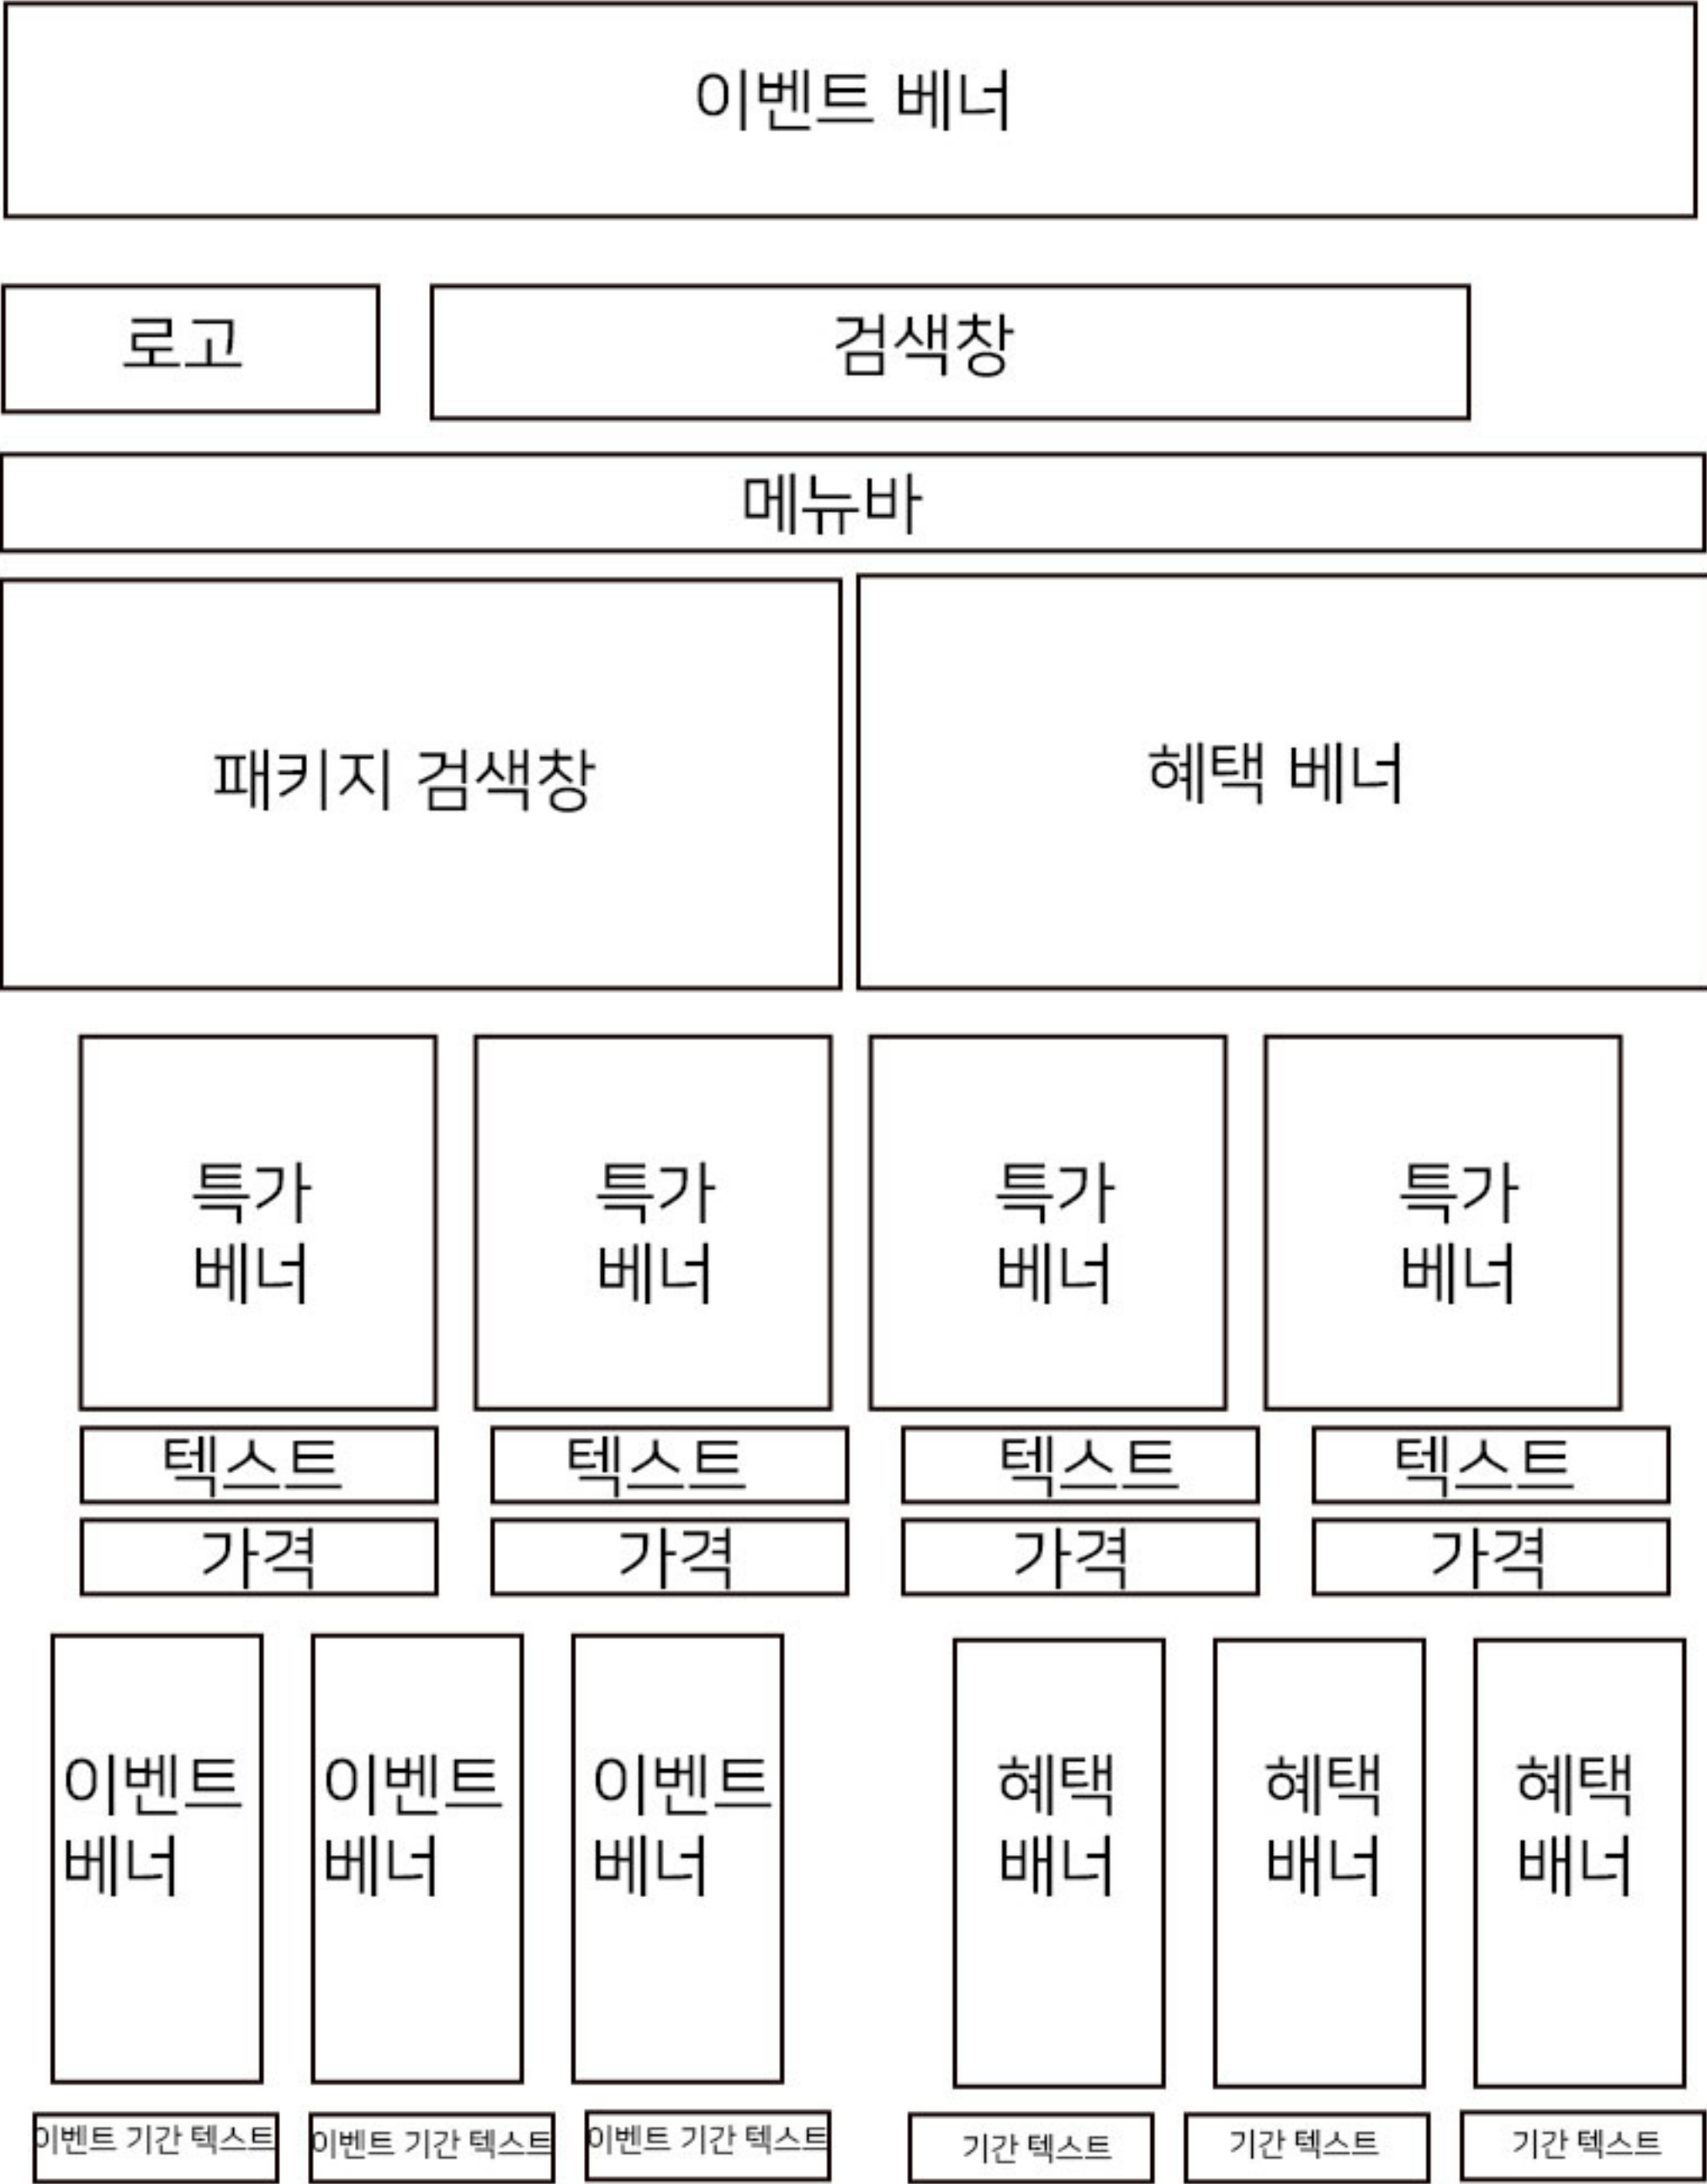 이벤트 베너
로고
검색창
메뉴바
패키지 검색창
혜택 베너
특가
베너
특가
베너
특가
베너
특가
베너
텍스트
텍스트
텍스트
텍스트
가격
가격
가격
가격
이벤트
베너
이벤트
베너
이벤트
베너
혜택
배너
혜택
배너
혜택
배너
이벤트 기간 텍스트
이벤트 기간 텍스트
이벤트 기간 텍스트
기간 텍스트
기간 텍스트
기간 텍스트